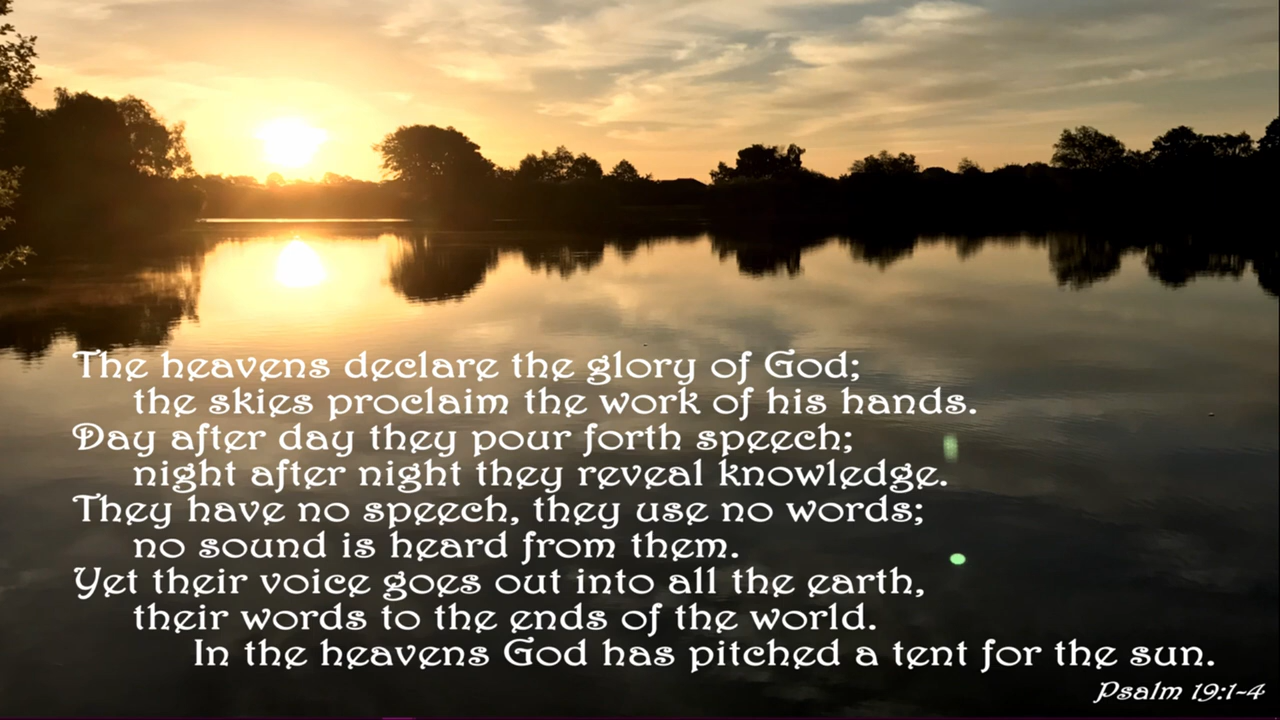 The heavens declare the glory of God;
the skies proclaim the work of his hands.
Day after day they pour forth speech;
night after night they reveal knowledge.
They have no speech, they use no words;
no sound is heard from them.
Yet their voice goes out into all the earth,
their words to the ends of the world.
In the heavens God has pitched a tent for the sun.
Psalm 19:1-4